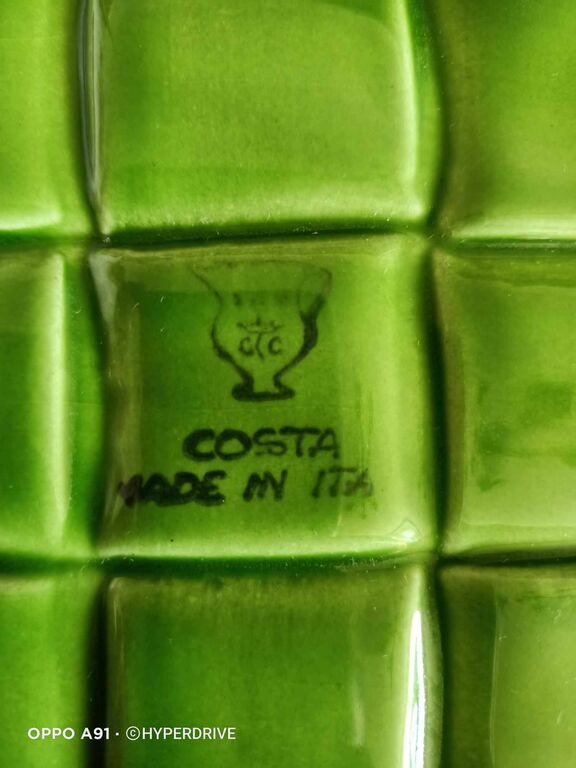 CTC
COSTA
MADE IN ITA
OPPO A91 · ©HYPERDRIVE